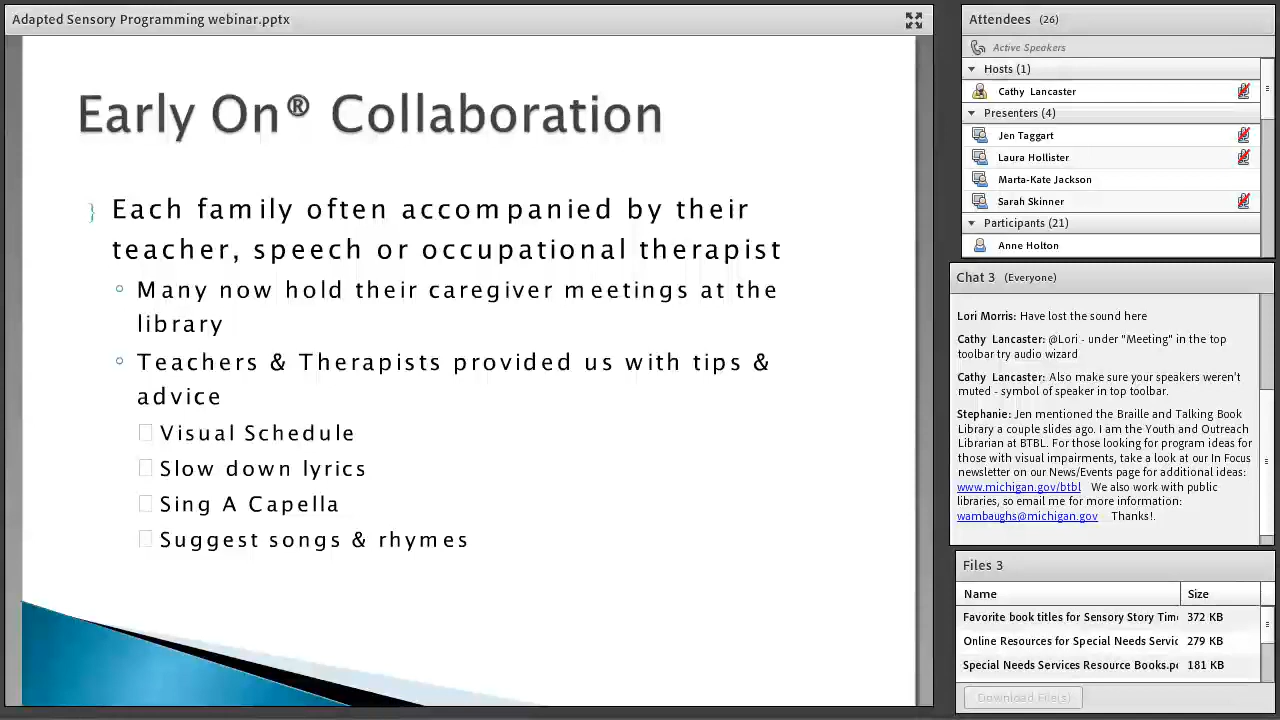 Adapted Sensory Programming webinar.pptx
Early On® Collaboration
Each family often accompanied by their
teacher, speech or occupational therapist
Many now hold their caregiver meetings at the
library
Teachers & Therapists provided us with tips &
advice
Visual Schedule
Slow down lyrics
Sing A Capella
Suggest songs & rhymes
Attendees (26)
Active Speakers
Hosts (1)
Cathy Lancaster
Presenters (4)
Jen Taggart
Laura Hollister
Marta-Kate Jackson
Sarah Skinner
Participants (21)
Anne Holton
Chat 3 (Everyone)
Lori Morris: Have lost the sound here
Cathy Lancaster: @Lori - under "Meeting" in the top
toolbar try audio wizard
Cathy Lancaster: Also make sure your speakers weren't
muted - symbol of speaker in top toolbar.
Stephanie: Jen mentioned the Braille and Talking Book
Library a couple slides ago. I am the Youth and Outreach
Librarian at BTBL. For those looking for program ideas for
those with visual impairments, take a look at our In Focus
newsletter on our News/Events page for additional ideas:
www.michigan.gov/btbl We also work with public
libraries, so email me for more information:
wambaughs@michigan.gov Thanks!.
Files 3
Name Size
Favorite book titles for Sensory Story Tim 372 KB
Online Resources for Special Needs Servic 279 KB
Special Needs Services Resource Books.p 181 KB
Download File(s)